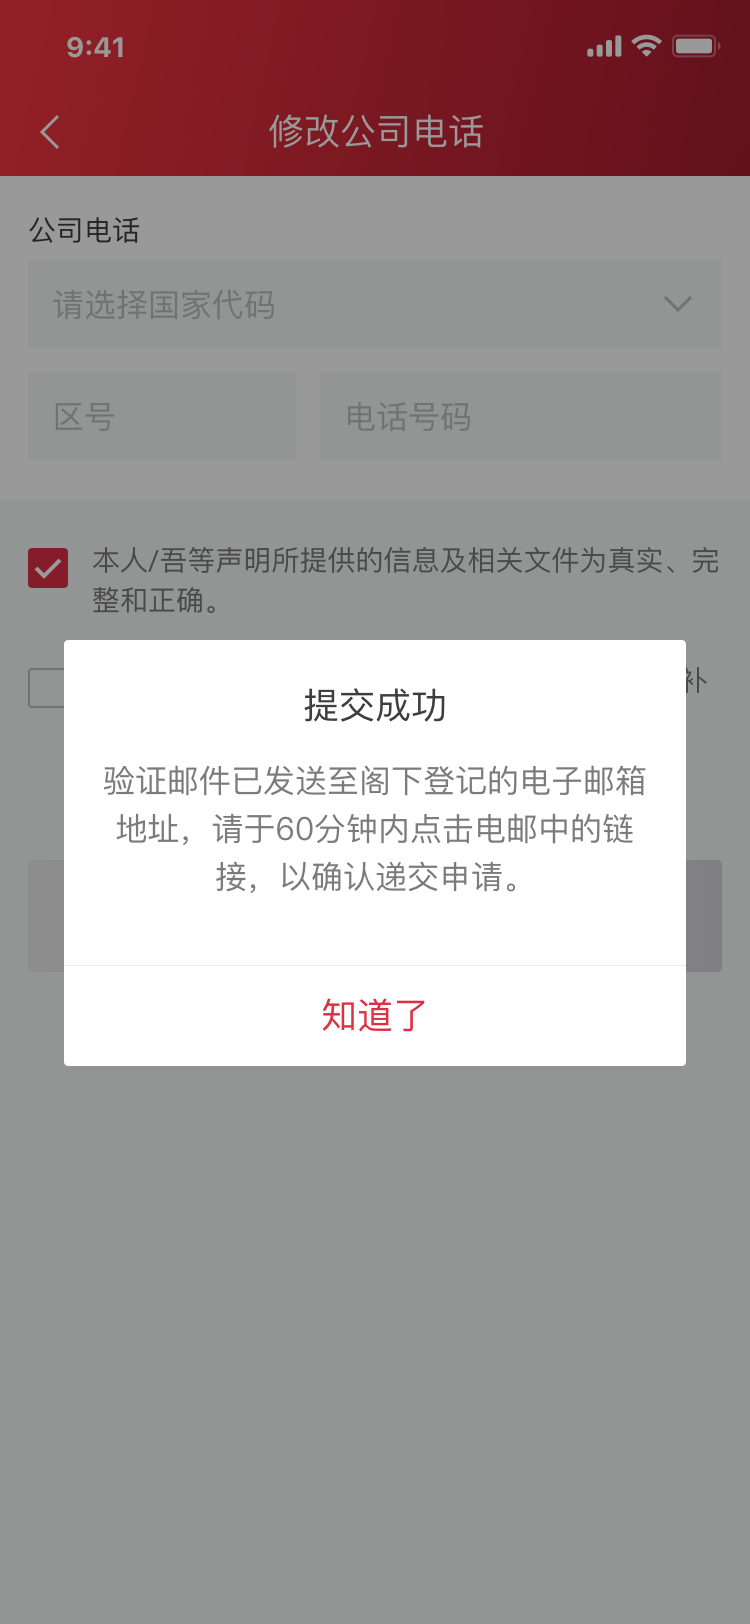 9:41
修改公司电话
公司电话
请选择国家代码
区号
电话号码
本人/吾等声明所提供的信息及相关文件为真实、完
整和正确。
补
提交成功
验证邮件已发送至阁下登记的电子邮箱
地址，请于60分钟内点击电邮中的链
接，以确认递交申请。
知道了